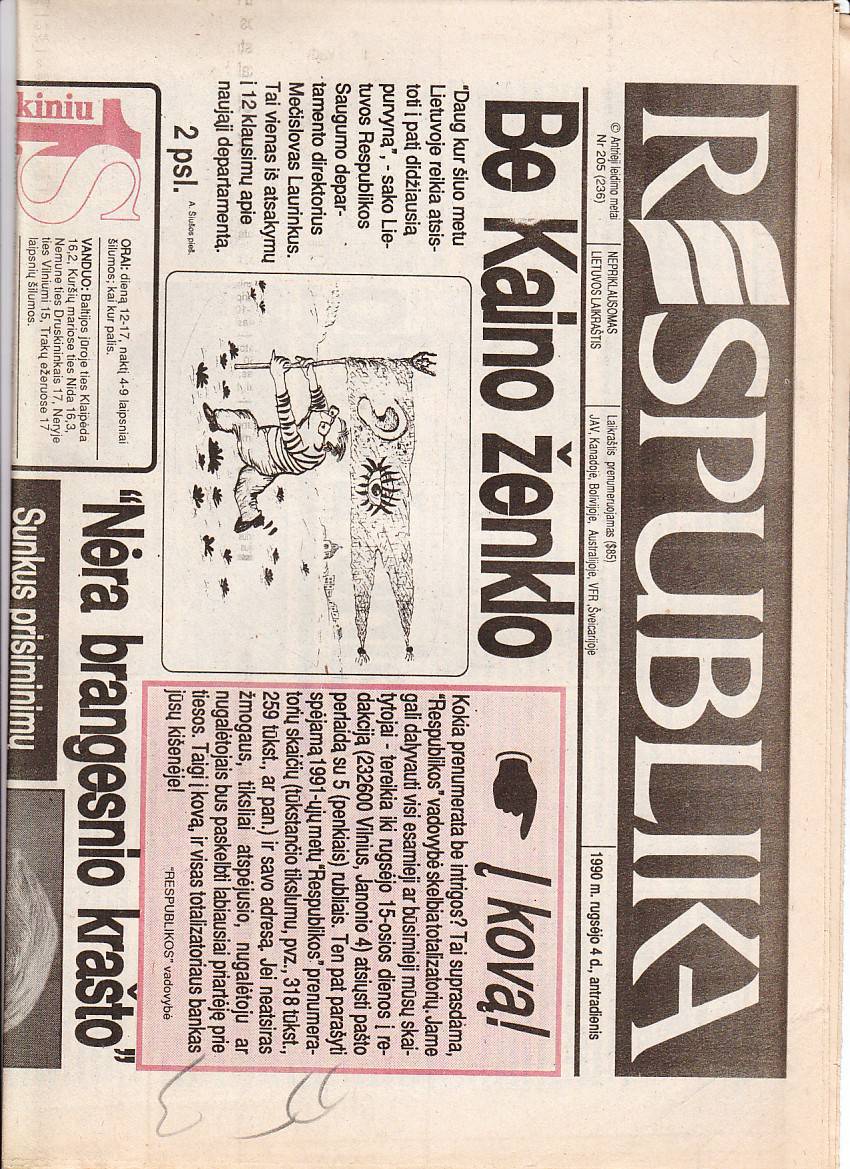 RESPUBLIKA
© Antrieji leidimo metai
Nr 205 (236)
NEPRIKLAUSOMAS
LIETUVOS LAIKRAŠTIS
Laikraštis prenumeruojamas ($85)
JAV, Kanadoje, Bolivijoje, Australijoje, VFR, Šveicarijoje
1990 m. rugsėjo 4 d., antradienis
Be Kaino ženklo
"Daug kur šiuo metu
Lietuvoje reikia atsis-
toti į patį didžiausią
purvyną", - sako Lie-
tuvos Respublikos
Saugumo depar-
tamento direktorius
Mečislovas Laurinkus.
Tai vienas iš atsakymų
į 12 klausimų apie
naująjį departamentą.
2 psl.
A. Šiušos pieš.
Į kovą!
Kokia prenumerata be intrigos? Tai suprasdama,
"Respublikos" vadovybė skelbia totalizatorių. Jame
gali dalyvauti visi esamieji ar būsimieji mūsų skai-
tytojai - tereikia iki rugsėjo 15-osios dienos į re-
dakciją (232600 Vilnius, Janonio 4) atsiųsti pašto
perlaidą su 5 (penkiais) rubliais. Ten pat parašyti
spėjamą 1991-ųjų metų "Respublikos" prenumera-
torių skaičių (tūkstančio tikslumu, pvz., 318 tūkst.,
259 tūkst., ar pan.) ir savo adresą. Jei neatsiras
žmogaus, tiksliai atspėjusio, nugalėtoju ar
nugalėtojais bus paskelbti labiausiai priartėję prie
tiesos. Taigi į kovą, ir visas totalizatoriaus bankas
jūsų kišenėje!
"RESPUBLIKOS" vadovybė
kiniu
1S
ORAI: dieną 12-17, naktį 4-9 laipsniai
šilumos; kai kur palis.
VANDUO: Baltijos jūroje ties Klaipėda
16,2, Kuršių mariose ties Nida 16,3,
Nemune ties Druskininkais 17, Neryje
ties Vilniumi 15, Trakų ežeruose 17
laipsnių šilumos.
"Nėra brangesnio krašto"
Sunkus prisiminimu